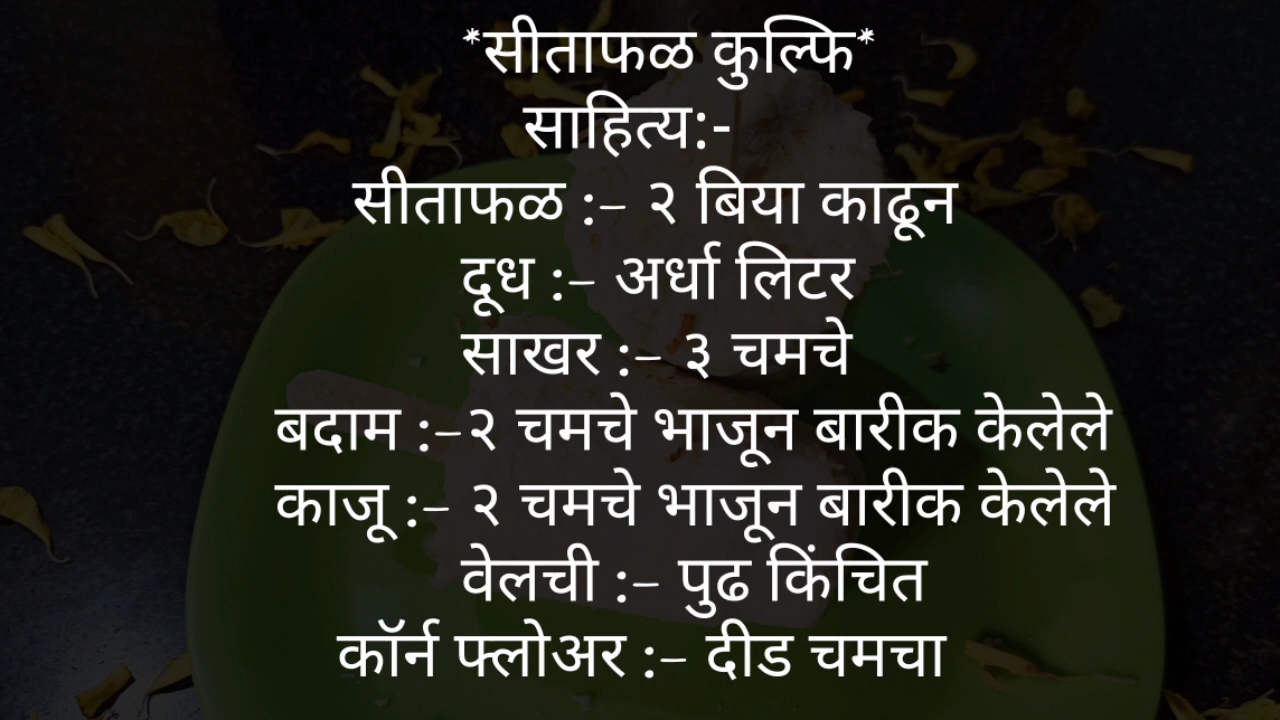 *सीताफळ कुल्फि*
साहित्य:-
सीताफळ :– २ बिया काढून
दूध :– अर्धा लिटर
साखर :– ३ चमचे
बदाम :–२ चमचे भाजून बारीक केलेले
काजू :– २ चमचे भाजून बारीक केलेले
वेलची :– पुढ किंचित
कॉर्न फ्लोअर :– दीड चमचा